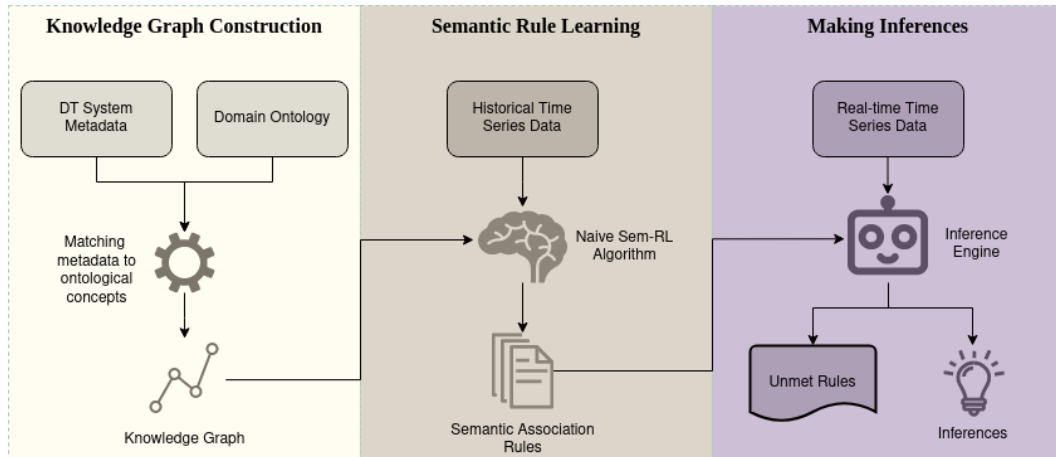 Knowledge Graph Construction
DT System
Metadata
Domain Ontology
Matching
metadata to
ontological
concepts
Knowledge Graph
Semantic Rule Learning
Historical Time
Series Data
Naive Sem-RL
Algorithm
Semantic Association
Rules
Making Inferences
Real-time Time
Series Data
Inference
Engine
Unmet Rules
Inferences